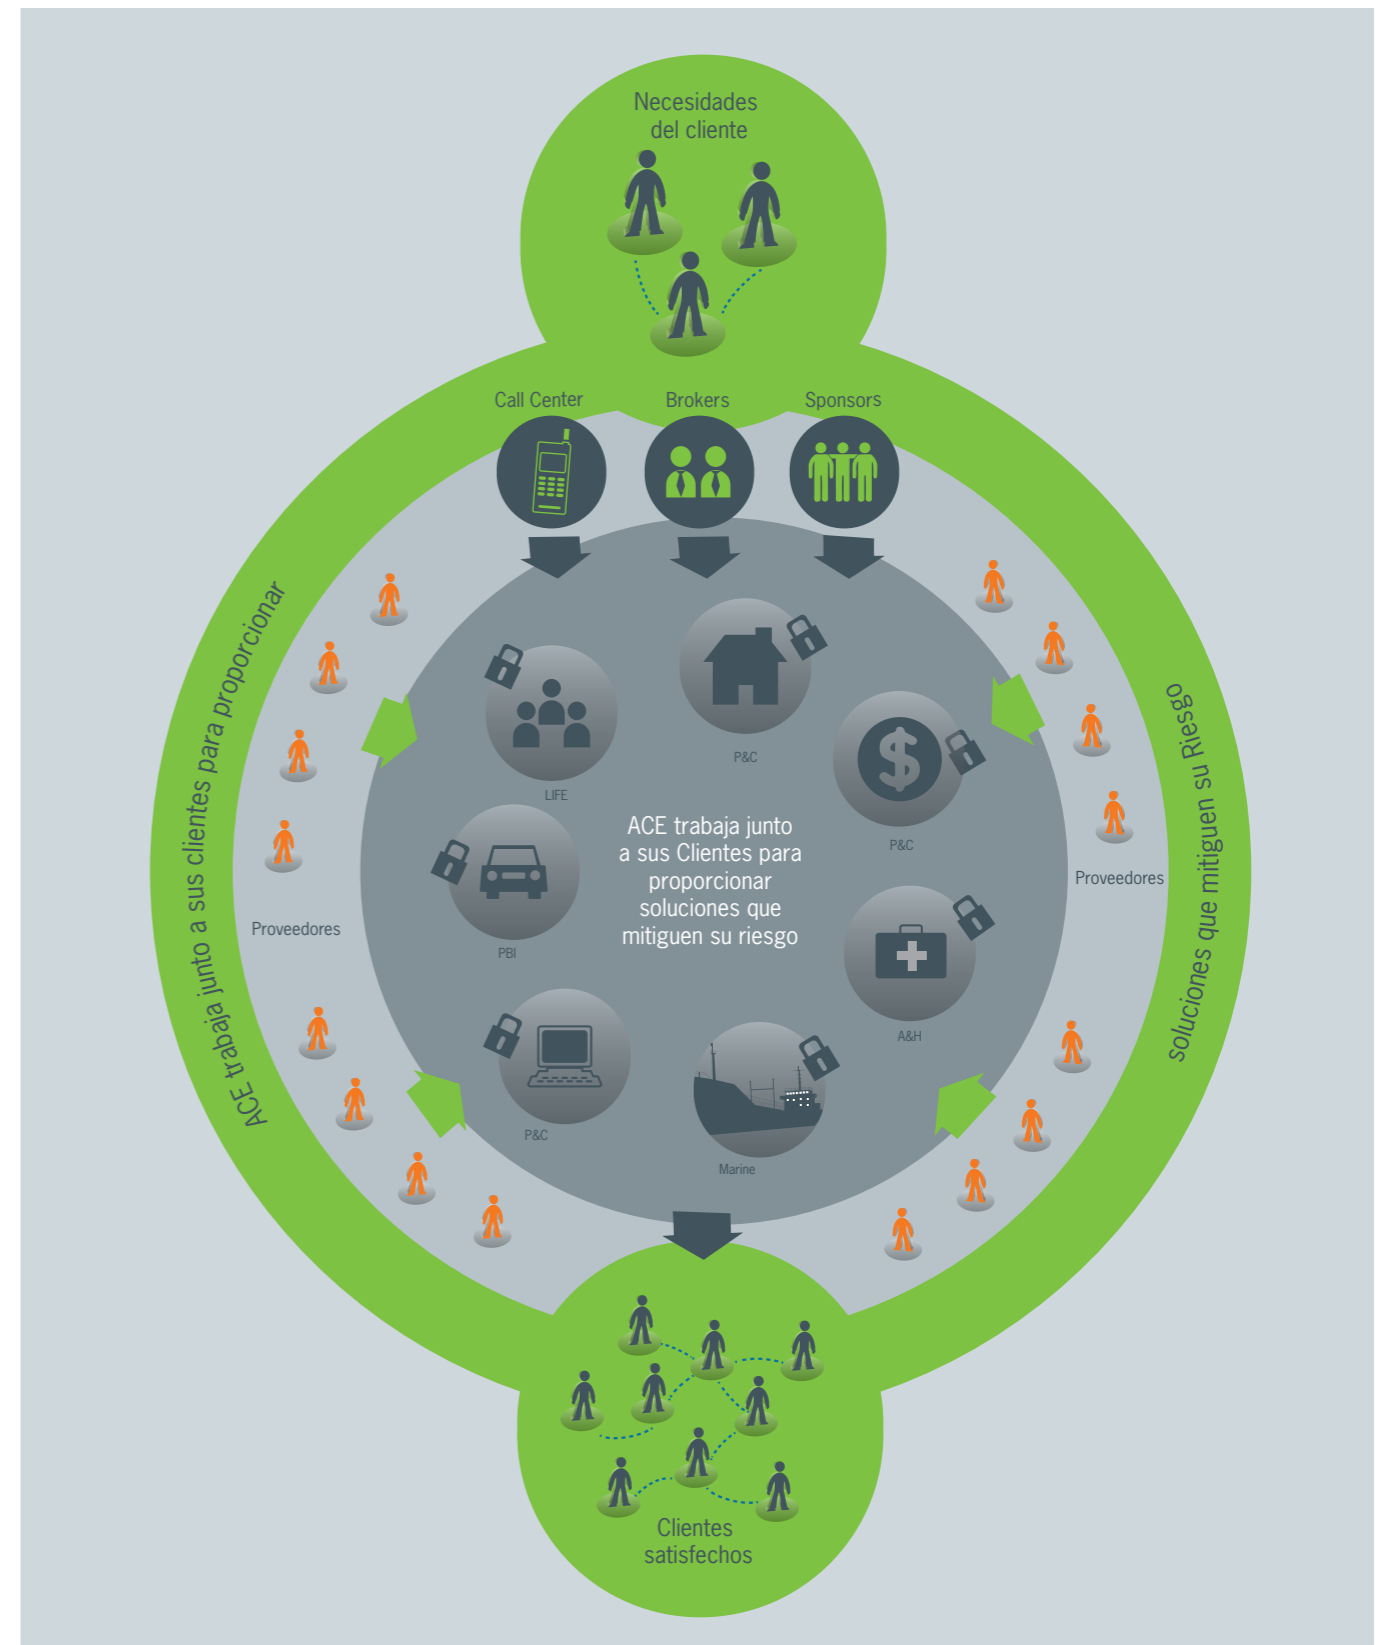 Necesidades
del cliente
Call Center
Brokers
Sponsors
ACE trabaja junto a sus clientes para proporcionar
soluciones que mitiguen su Riesgo
P&C
LIFE
P&C
ACE trabaja junto
a sus Clientes para
proporcionar
soluciones que
mitiguen su riesgo
Proveedores
Proveedores
PBI
A&H
P&C
Marine
Clientes
satisfechos